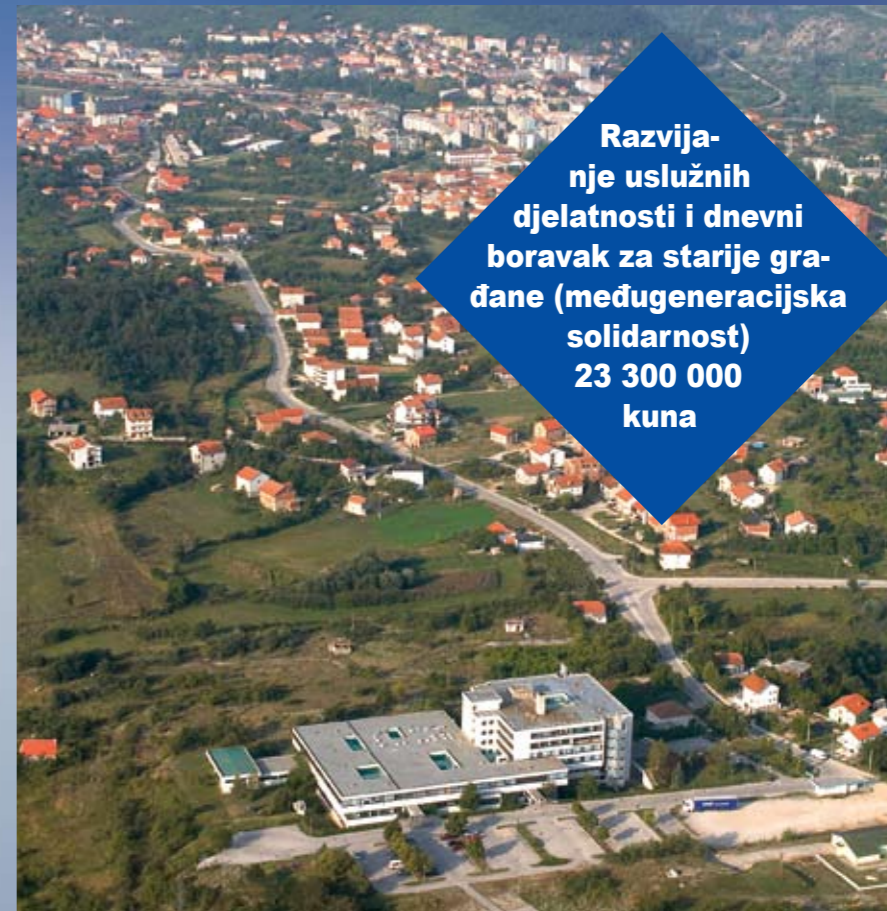 Razvija-
nje uslužnih
djelatnosti i dnevni
boravak za starije gra-
đane (međugeneracijska
solidarnost)
23 300 000
kuna